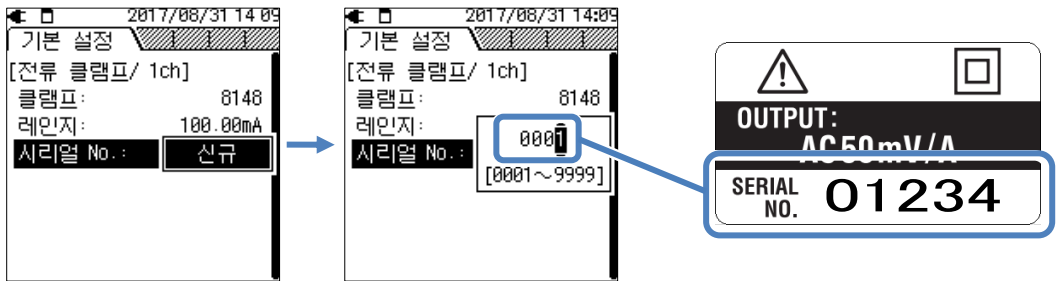 2017/08/31 14 09
기본 설정
[전류 클램프/ 1ch]
클램프: 8148
레인지: 100.00mA
시리얼 No.: 신규
2017/08/31 14:09
기본 설정
[전류 클램프/ 1ch]
클램프: 8148
레인지:
시리얼 No.:
0001
[0001~9999]
OUTPUT:
AC50mV/A
SERIAL NO. 01234